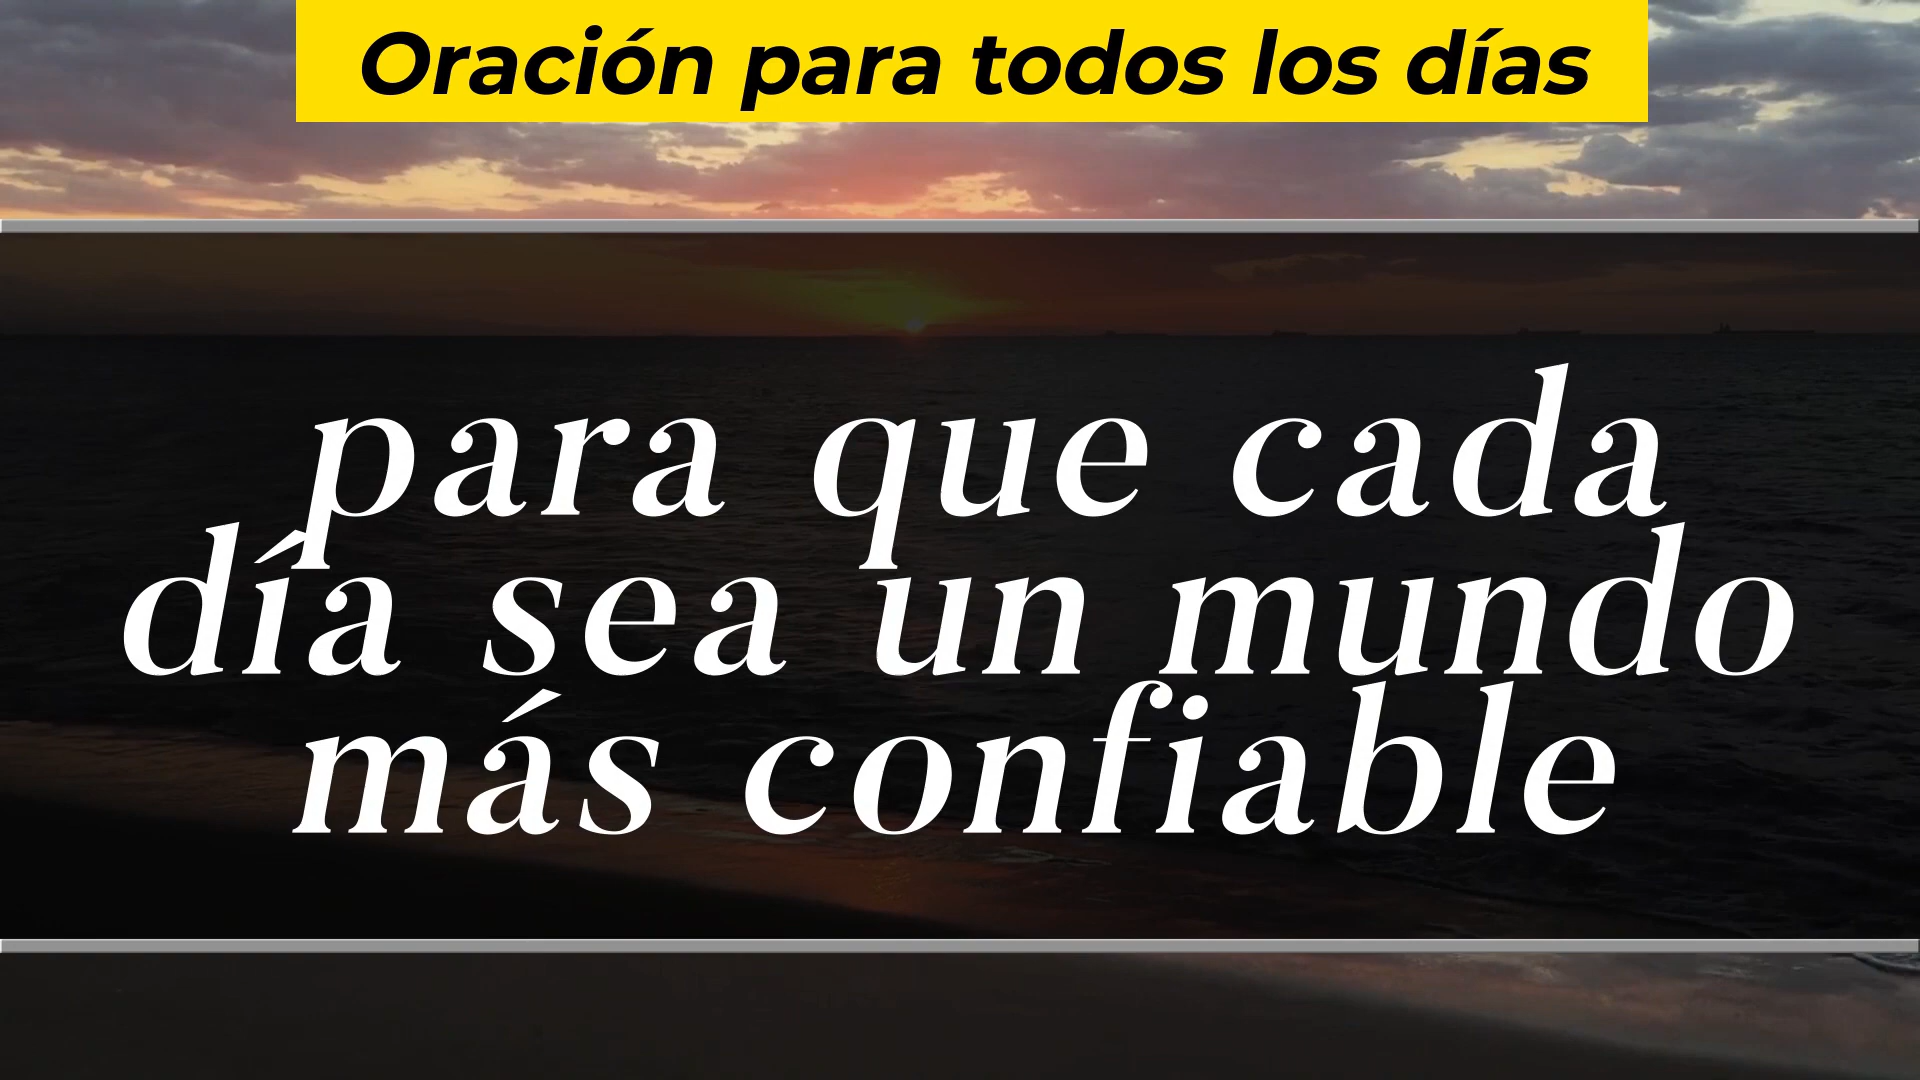 Oración para todos los días
para que cada
día sea un mundo
más confiable